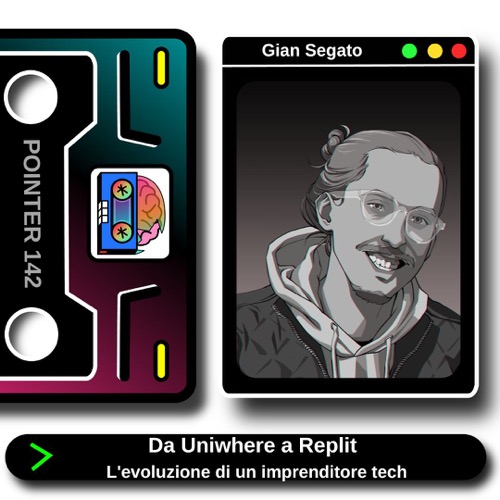 Gian Segato
POINTER 142
Da Uniwhere a Replit
L'evoluzione di un imprenditore tech